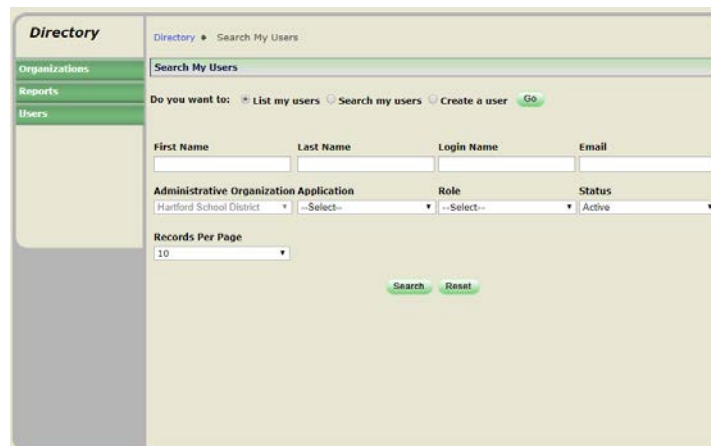 Directory
Directory ♦ Search My Users
Organizations
Reports
Users
Search My Users
Do you want to: List my users Search my users Create a user Go
First Name Last Name Login Name Email
Administrative Organization Application Role Status
Hartford School District --Select-- --Select-- Active
Records Per Page
10
Search Reset